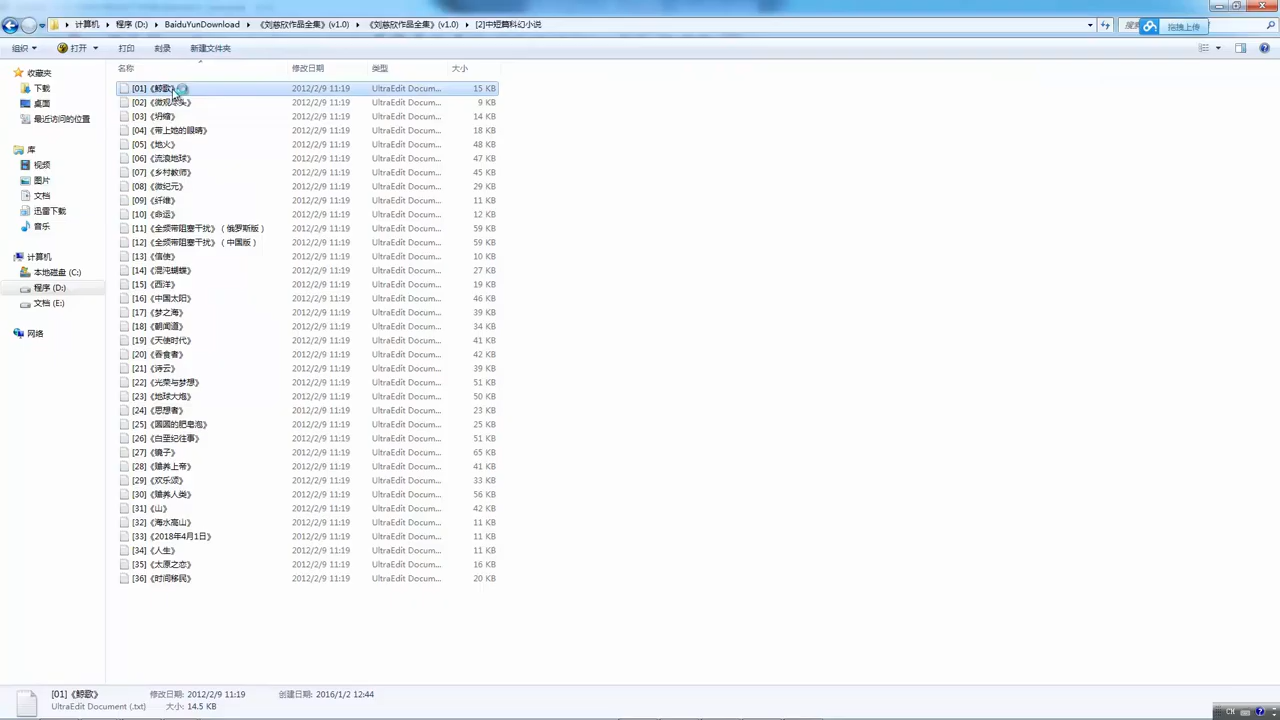 计算机 ▸ 程序 (D:) ▸ BaiduYunDownload ▸ 《刘慈欣作品全集》(v1.0) ▸ 《刘慈欣作品全集》(v1.0) ▸ [2]中短篇科幻小说
拖拽上传
组织 打开 打印 刻录 新建文件夹
名称 修改日期 类型 大小
收藏夹
下载
桌面
最近访问的位置
库
视频
图片
文档
迅雷下载
音乐
计算机
本地磁盘 (C:)
程序 (D:)
文档 (E:)
网络
[01]《鲸歌》 2012/2/9 11:19 UltraEdit Docum... 15 KB
[02]《微观尽头》 2012/2/9 11:19 UltraEdit Docum... 9 KB
[03]《坍缩》 2012/2/9 11:19 UltraEdit Docum... 14 KB
[04]《带上她的眼睛》 2012/2/9 11:19 UltraEdit Docum... 18 KB
[05]《地火》 2012/2/9 11:19 UltraEdit Docum... 48 KB
[06]《流浪地球》 2012/2/9 11:19 UltraEdit Docum... 47 KB
[07]《乡村教师》 2012/2/9 11:19 UltraEdit Docum... 45 KB
[08]《微纪元》 2012/2/9 11:19 UltraEdit Docum... 29 KB
[09]《纤维》 2012/2/9 11:19 UltraEdit Docum... 11 KB
[10]《命运》 2012/2/9 11:19 UltraEdit Docum... 12 KB
[11]《全频带阻塞干扰》（俄罗斯版） 2012/2/9 11:19 UltraEdit Docum... 59 KB
[12]《全频带阻塞干扰》（中国版） 2012/2/9 11:19 UltraEdit Docum... 59 KB
[13]《信使》 2012/2/9 11:19 UltraEdit Docum... 10 KB
[14]《混沌蝴蝶》 2012/2/9 11:19 UltraEdit Docum... 27 KB
[15]《西洋》 2012/2/9 11:19 UltraEdit Docum... 19 KB
[16]《中国太阳》 2012/2/9 11:19 UltraEdit Docum... 46 KB
[17]《梦之海》 2012/2/9 11:19 UltraEdit Docum... 39 KB
[18]《朝闻道》 2012/2/9 11:19 UltraEdit Docum... 34 KB
[19]《天使时代》 2012/2/9 11:19 UltraEdit Docum... 41 KB
[20]《吞食者》 2012/2/9 11:19 UltraEdit Docum... 42 KB
[21]《诗云》 2012/2/9 11:19 UltraEdit Docum... 39 KB
[22]《光荣与梦想》 2012/2/9 11:19 UltraEdit Docum... 51 KB
[23]《地球大炮》 2012/2/9 11:19 UltraEdit Docum... 50 KB
[24]《思想者》 2012/2/9 11:19 UltraEdit Docum... 23 KB
[25]《圆圆的肥皂泡》 2012/2/9 11:19 UltraEdit Docum... 25 KB
[26]《白垩纪往事》 2012/2/9 11:19 UltraEdit Docum... 51 KB
[27]《镜子》 2012/2/9 11:19 UltraEdit Docum... 65 KB
[28]《赡养上帝》 2012/2/9 11:19 UltraEdit Docum... 41 KB
[29]《欢乐颂》 2012/2/9 11:19 UltraEdit Docum... 33 KB
[30]《赡养人类》 2012/2/9 11:19 UltraEdit Docum... 56 KB
[31]《山》 2012/2/9 11:19 UltraEdit Docum... 42 KB
[32]《海水高山》 2012/2/9 11:19 UltraEdit Docum... 11 KB
[33]《2018年4月1日》 2012/2/9 11:19 UltraEdit Docum... 11 KB
[34]《人生》 2012/2/9 11:19 UltraEdit Docum... 11 KB
[35]《太原之恋》 2012/2/9 11:19 UltraEdit Docum... 16 KB
[36]《时间移民》 2012/2/9 11:19 UltraEdit Docum... 20 KB
[01]《鲸歌》 修改日期: 2012/2/9 11:19 创建日期: 2016/1/2 12:44
UltraEdit Document (.txt) 大小: 14.5 KB
CH